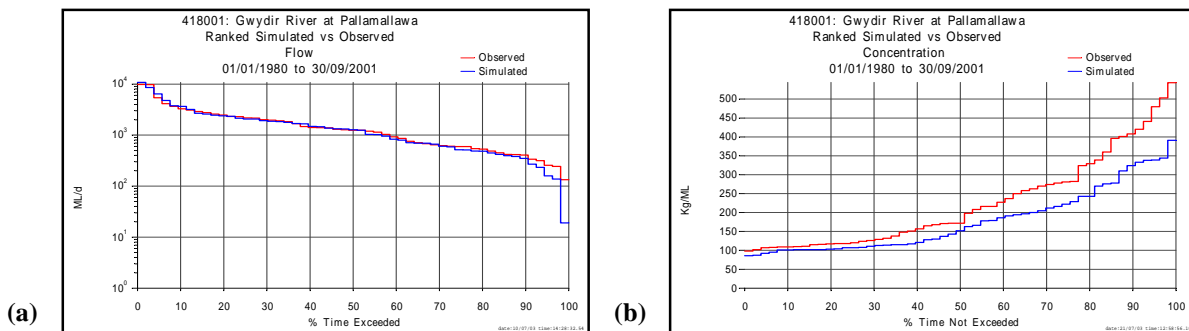 418001: Gwydir River at Pallamallawa
Ranked Simulated vs Observed
Flow
01/01/1980 to 30/09/2001
Observed
Simulated
ML/d
10⁴
10³
10²
10¹
10⁰
0 10 20 30 40 50 60 70 80 90 100
% Time Exceeded
(a)
418001: Gwydir River at Pallamallawa
Ranked Simulated vs Observed
Concentration
01/01/1980 to 30/09/2001
Observed
Simulated
Kg/ML
500
450
400
350
300
250
200
150
100
50
0
0 10 20 30 40 50 60 70 80 90 100
% Time Not Exceeded
(b)